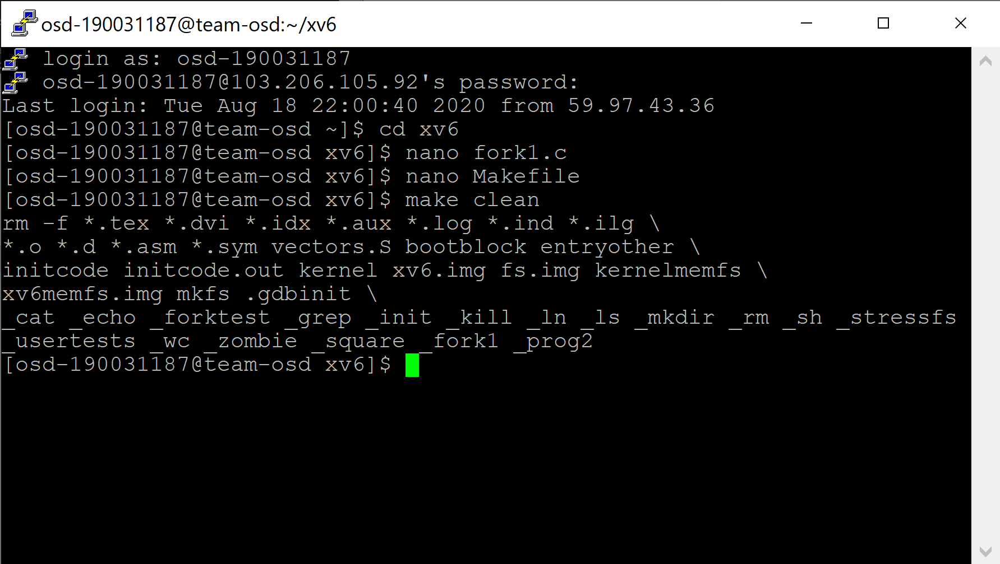 osd-190031187@team-osd:~/xv6
login as: osd-190031187
osd-190031187@103.206.105.92's password:
Last login: Tue Aug 18 22:00:40 2020 from 59.97.43.36
[osd-190031187@team-osd ~]$ cd xv6
[osd-190031187@team-osd xv6]$ nano fork1.c
[osd-190031187@team-osd xv6]$ nano Makefile
[osd-190031187@team-osd xv6]$ make clean
rm -f *.tex *.dvi *.idx *.aux *.log *.ind *.ilg \
*.o *.d *.asm *.sym vectors.S bootblock entryother \
initcode initcode.out kernel xv6.img fs.img kernelmemfs \
xv6memfs.img mkfs .gdbinit \
_cat _echo _forktest _grep _init _kill _ln _ls _mkdir _rm _sh _stressfs
_usertests _wc _zombie _square _fork1 _prog2
[osd-190031187@team-osd xv6]$